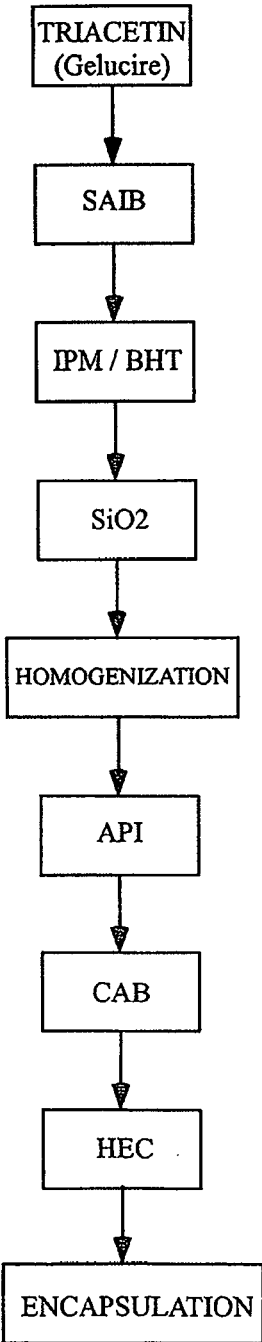 TRIACETIN
(Gelucire)
SAIB
IPM / BHT
SiO2
HOMOGENIZATION
API
CAB
HEC
ENCAPSULATION